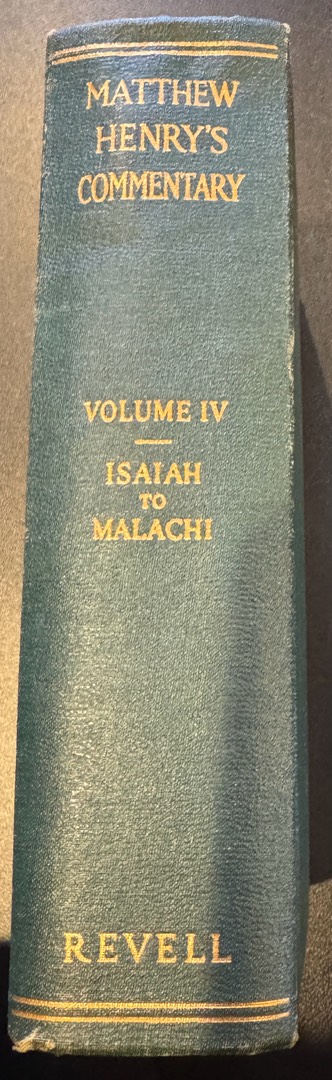 MATTHEW
HENRY'S
COMMENTARY
VOLUME IV
ISAIAH
TO
MALACHI
REVELL